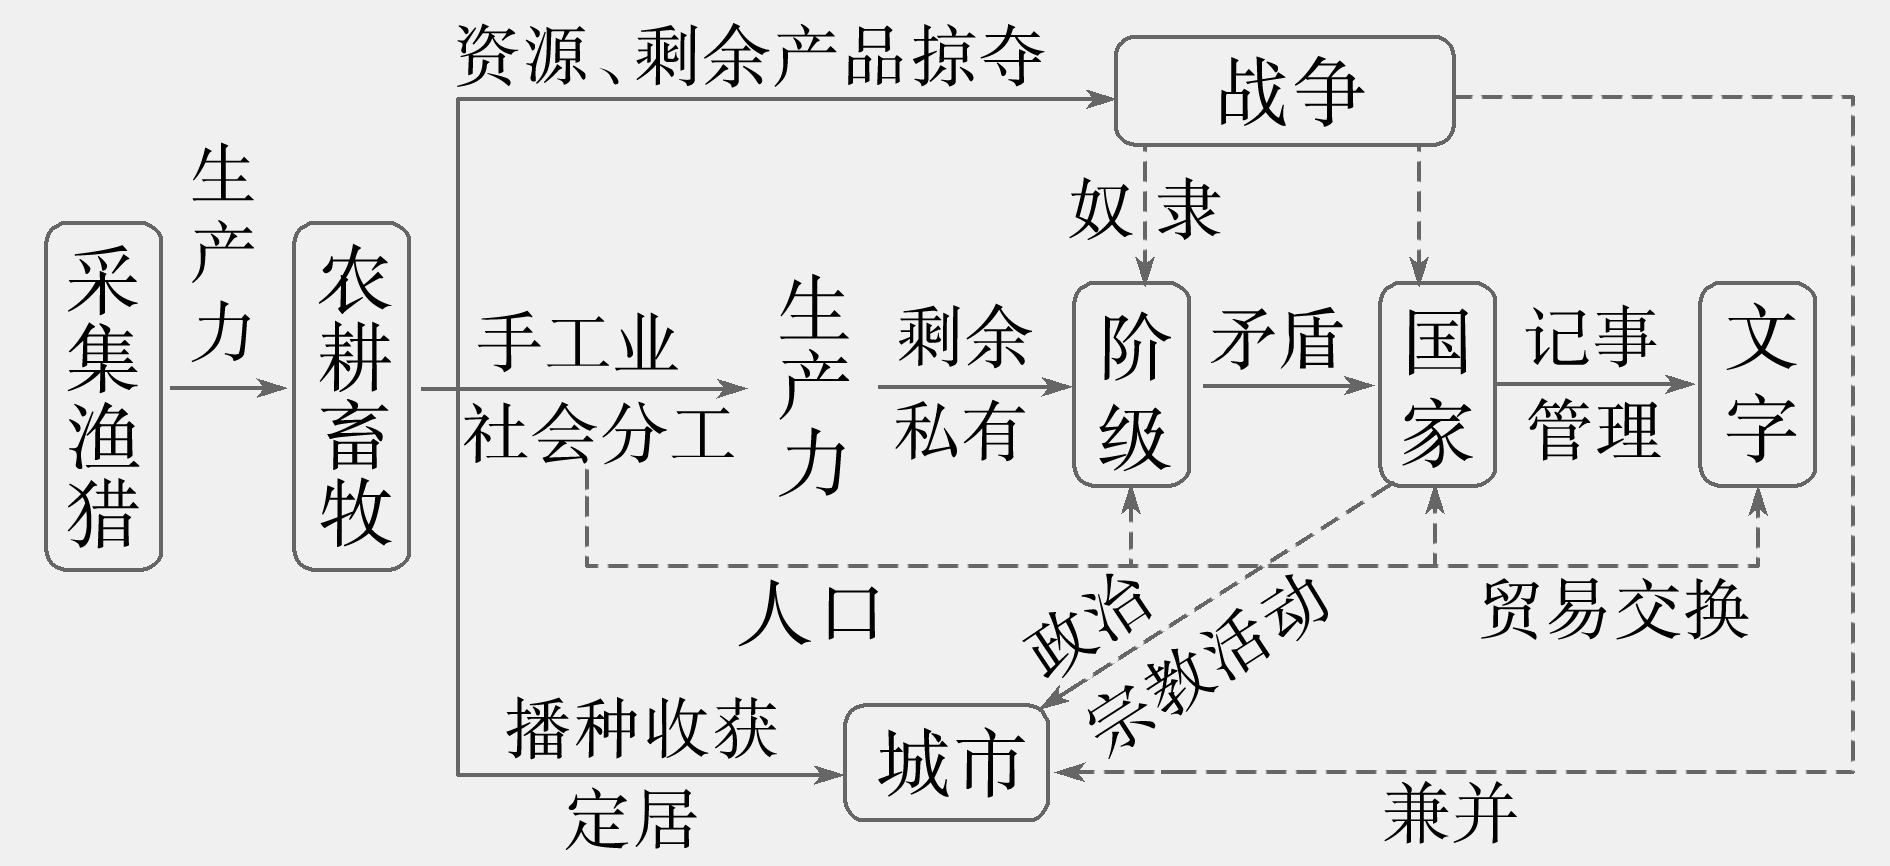 资源、剩余产品掠夺
战争
生产力
奴隶
采集渔猎
农耕畜牧
手工业
社会分工
生产力
剩余
私有
阶级
矛盾
国家
记事
管理
文字
人口
政治
宗教活动
贸易交换
播种收获
定居
城市
兼并